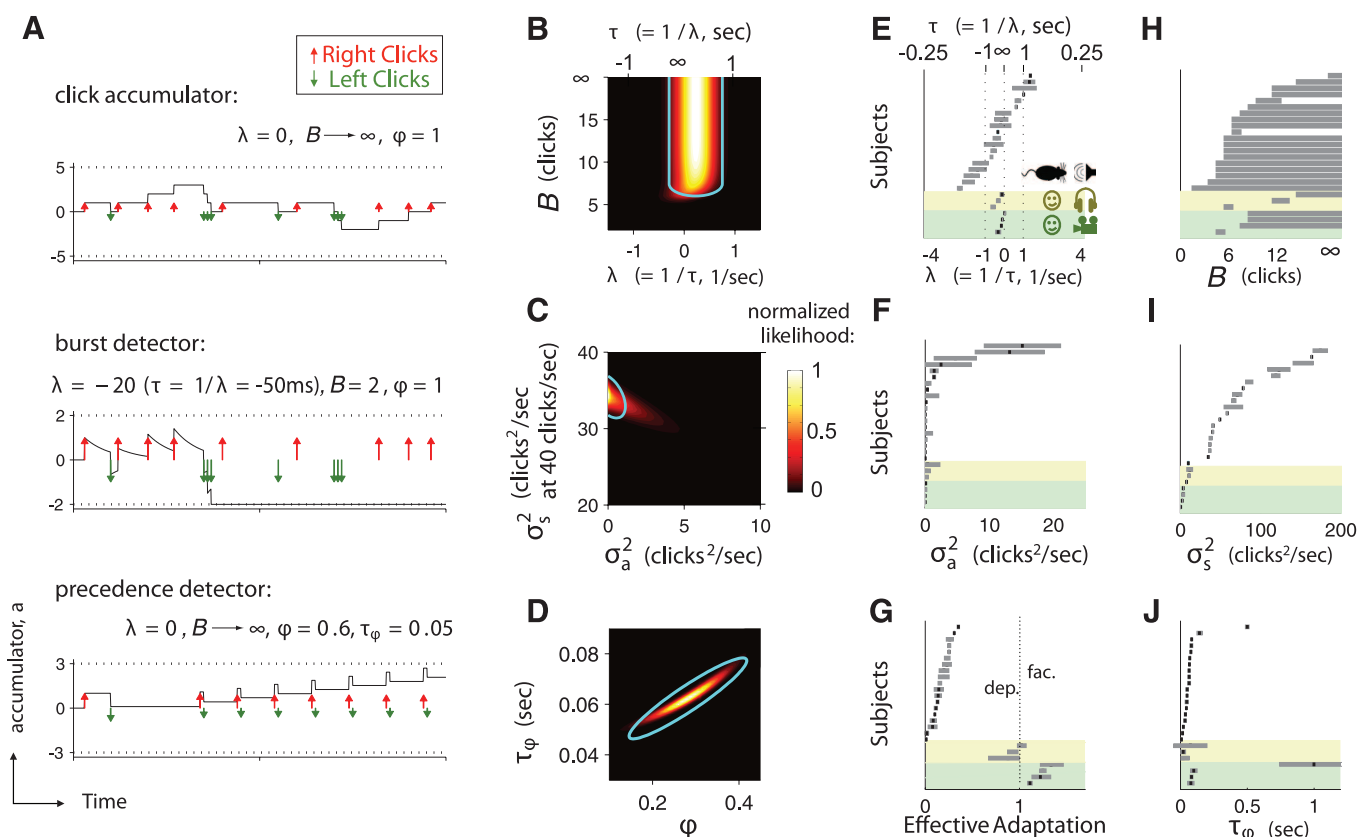 A
Right Clicks
Left Clicks
click accumulator:
λ = 0, B → ∞, φ = 1
5
0
-5
burst detector:
λ = −20 (τ = 1/λ = -50ms), B = 2, φ = 1
2
0
-2
precedence detector:
λ = 0, B → ∞, φ = 0.6, τφ = 0.05
3
0
-3
accumulator, a
Time
B
τ (= 1/λ, sec)
-1 ∞ 1
∞
20
15
10
5
B (clicks)
-1 0 1
λ (= 1/τ, 1/sec)
C
normalized
likelihood:
1
0.5
0
40
35
30
25
20
σs² (clicks²/sec
at 40 clicks/sec)
0 5 10
σa² (clicks²/sec)
D
0.08
0.06
0.04
τφ (sec)
0.2 0.4
φ
E
τ (= 1/λ, sec)
-0.25 -1 ∞ 1 0.25
Subjects
-4 -1 0 1 4
λ (= 1/τ, 1/sec)
F
Subjects
0 10 20
σa² (clicks²/sec)
G
dep.
fac.
Subjects
0 1
Effective Adaptation
H
0 6 12 ∞
B (clicks)
I
0 100 200
σs² (clicks²/sec)
J
0 0.5 1
τφ (sec)